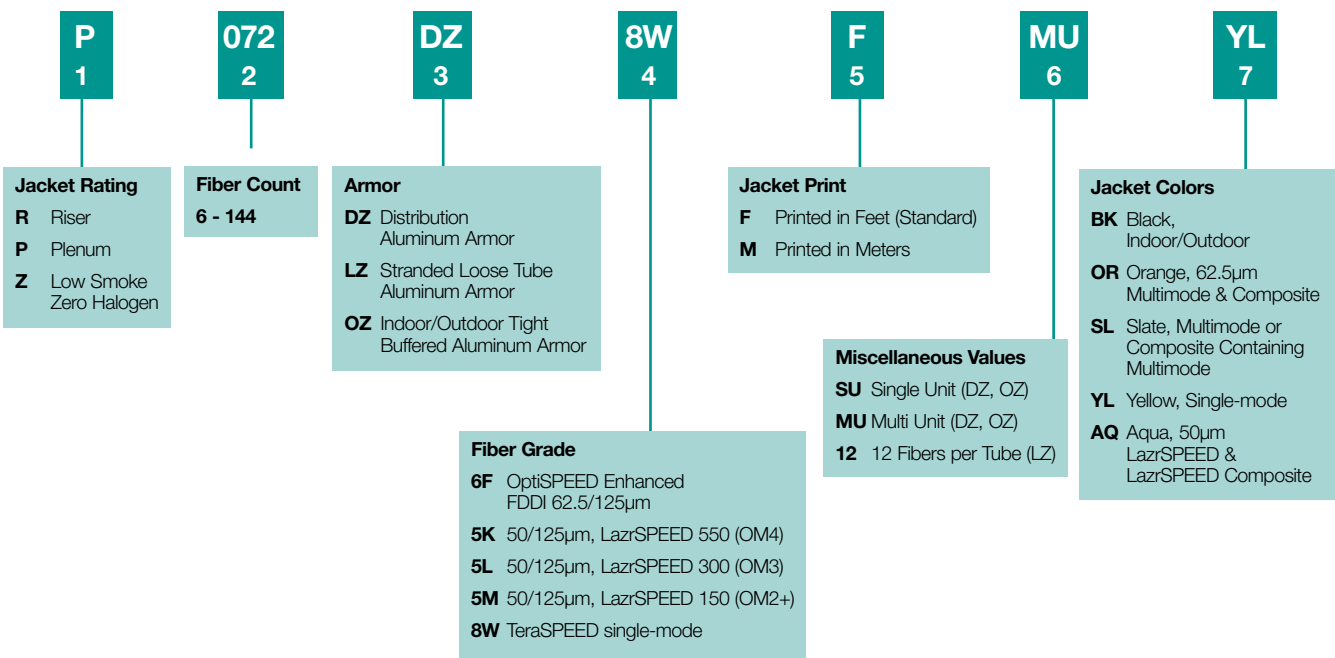 P
1
072
2
DZ
3
8W
4
F
5
MU
6
YL
7
Jacket Rating
R Riser
P Plenum
Z Low Smoke
Zero Halogen
Fiber Count
6 - 144
Armor
DZ Distribution
Aluminum Armor
LZ Stranded Loose Tube
Aluminum Armor
OZ Indoor/Outdoor Tight
Buffered Aluminum Armor
Fiber Grade
6F OptiSPEED Enhanced
FDDI 62.5/125µm
5K 50/125µm, LazrSPEED 550 (OM4)
5L 50/125µm, LazrSPEED 300 (OM3)
5M 50/125µm, LazrSPEED 150 (OM2+)
8W TeraSPEED single-mode
Jacket Print
F Printed in Feet (Standard)
M Printed in Meters
Miscellaneous Values
SU Single Unit (DZ, OZ)
MU Multi Unit (DZ, OZ)
12 12 Fibers per Tube (LZ)
Jacket Colors
BK Black,
Indoor/Outdoor
OR Orange, 62.5µm
Multimode & Composite
SL Slate, Multimode or
Composite Containing
Multimode
YL Yellow, Single-mode
AQ Aqua, 50µm
LazrSPEED &
LazrSPEED Composite